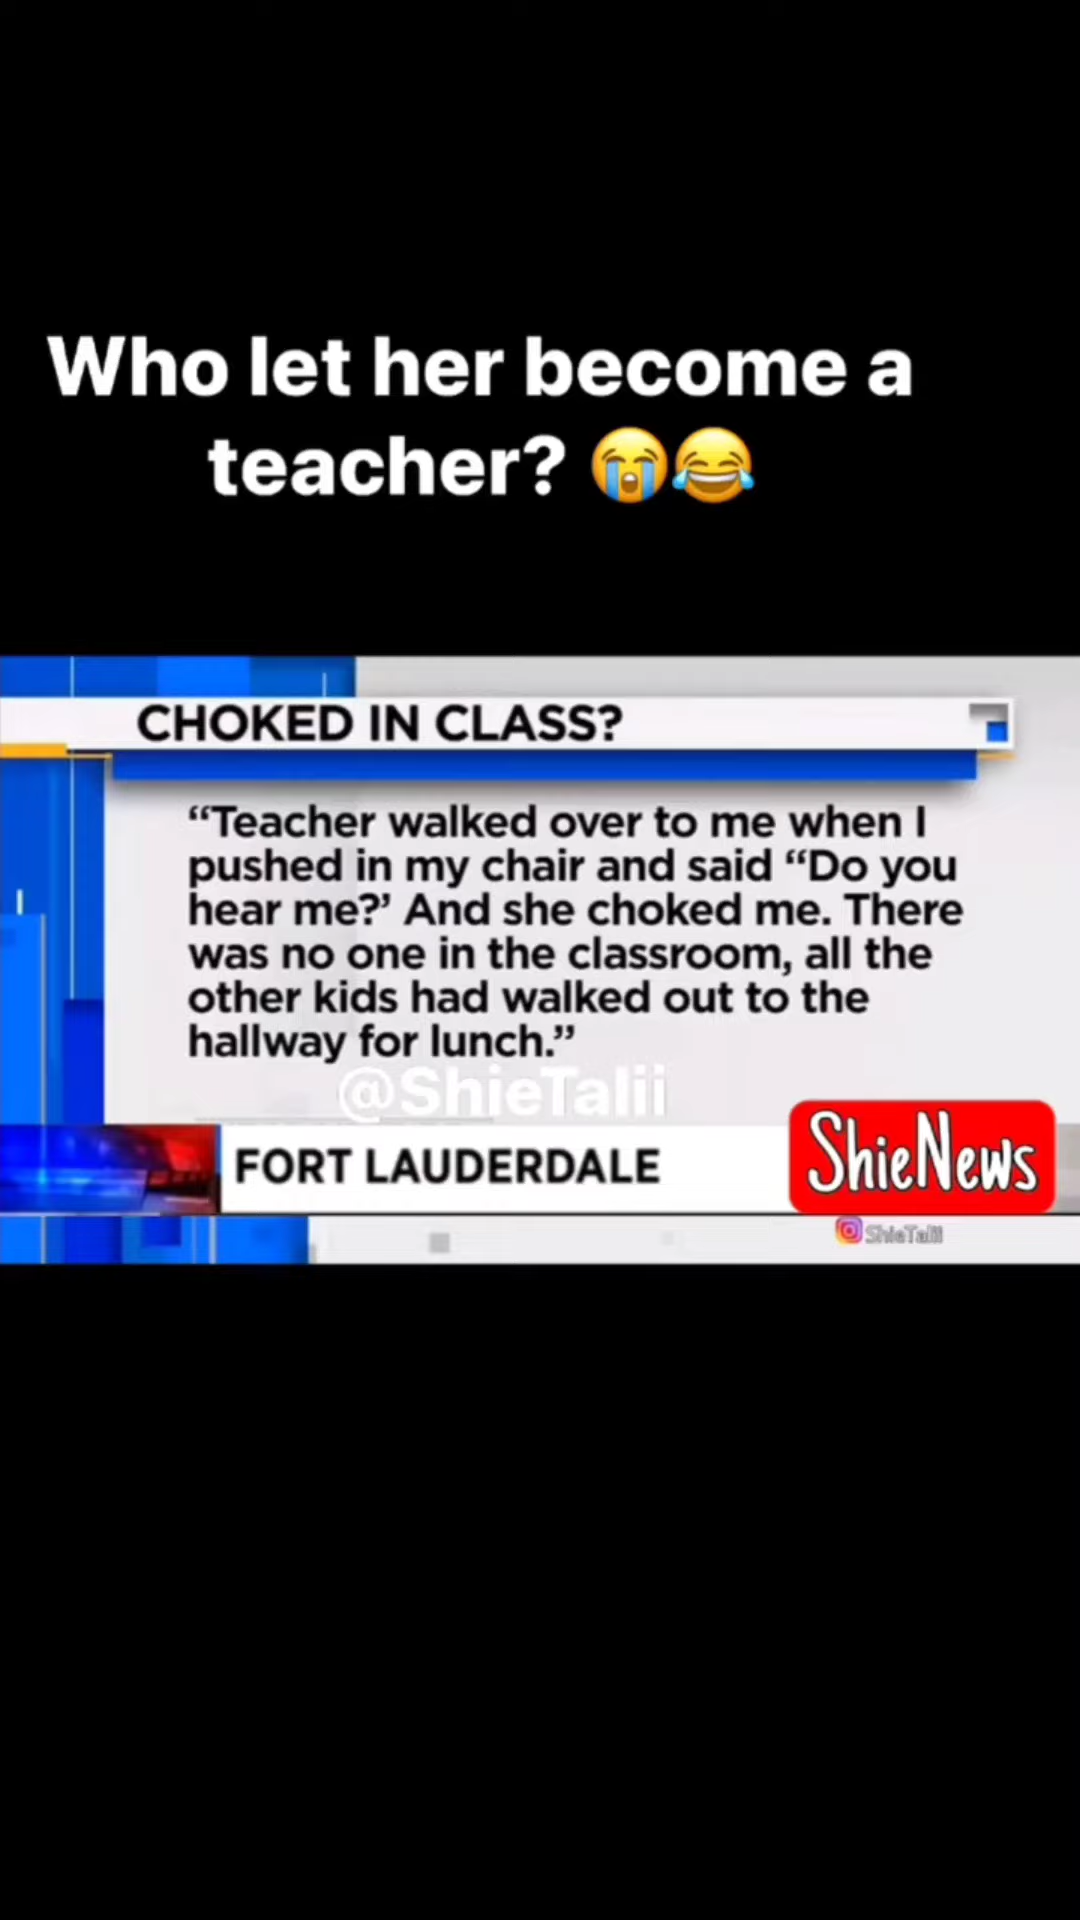 Who let her become a
teacher? 😭😂
CHOKED IN CLASS?
“Teacher walked over to me when I
pushed in my chair and said “Do you
hear me?’ And she choked me. There
was no one in the classroom, all the
other kids had walked out to the
hallway for lunch.”
@ShieTalii
FORT LAUDERDALE
ShieNews
ShieTalii